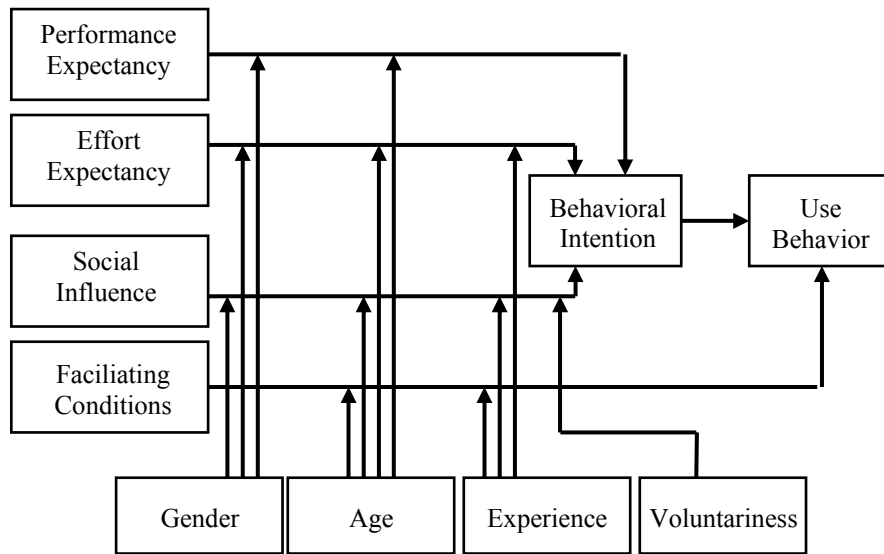 Performance
Expectancy
Effort
Expectancy
Behavioral
Intention
Use
Behavior
Social
Influence
Faciliating
Conditions
Gender
Age
Experience
Voluntariness